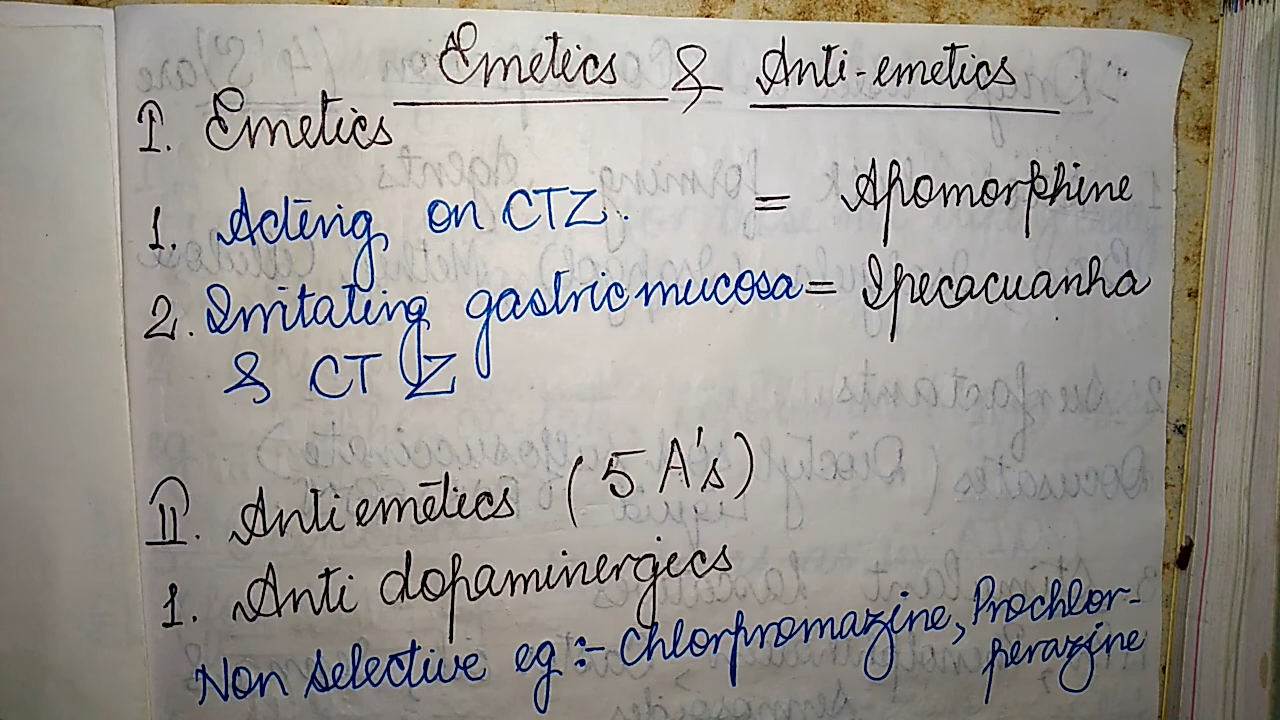 Emetics & Anti-emetics
I. Emetics
1. Acting on CTZ. = Apomorphine
2. Irritating gastric mucosa = Ipecacuanha
& CTZ
II. Antiemetics (5 A's)
1. Anti dopaminergics
Non selective eg :- Chlorpromazine, Prochlor-
perazine